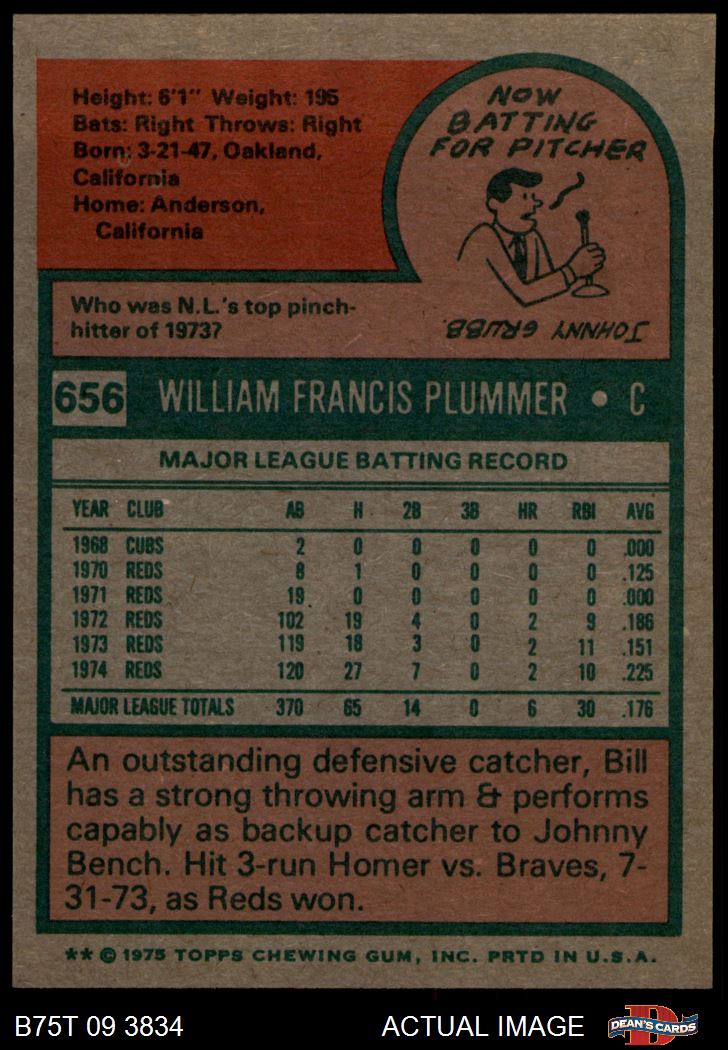 Height: 6'1" Weight: 195
Bats: Right Throws: Right
Born: 3-21-47, Oakland,
California
Home: Anderson,
California
NOW
BATTING
FOR PITCHER
Who was N.L.'s top pinch-
hitter of 1973?
JOHNNY GRUBB.
656 WILLIAM FRANCIS PLUMMER • C
MAJOR LEAGUE BATTING RECORD
YEAR CLUB AB H 2B 3B HR RBI AVG
1968 CUBS 2 0 0 0 0 0 .000
1970 REDS 8 1 0 0 0 0 .125
1971 REDS 19 0 0 0 0 0 .000
1972 REDS 102 19 4 0 2 9 .186
1973 REDS 119 18 3 0 2 11 .151
1974 REDS 120 27 7 0 2 10 .225
MAJOR LEAGUE TOTALS 370 65 14 0 6 30 .176
An outstanding defensive catcher, Bill
has a strong throwing arm & performs
capably as backup catcher to Johnny
Bench. Hit 3-run Homer vs. Braves, 7-
31-73, as Reds won.
** © 1975 TOPPS CHEWING GUM, INC. PRTD IN U.S.A.
B75T 09 3834 ACTUAL IMAGE DEAN'S CARDS